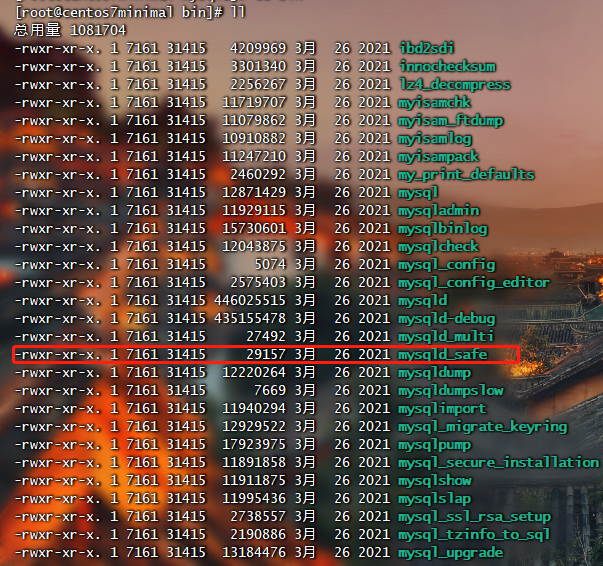 [root@centos7minimal bin]# ll
总用量 1081704
-rwxr-xr-x. 1 7161 31415 4209969 3月 26 2021 ibd2sdi
-rwxr-xr-x. 1 7161 31415 3301340 3月 26 2021 innochecksum
-rwxr-xr-x. 1 7161 31415 2256267 3月 26 2021 lz4_decompress
-rwxr-xr-x. 1 7161 31415 11719707 3月 26 2021 myisamchk
-rwxr-xr-x. 1 7161 31415 11079862 3月 26 2021 myisam_ftdump
-rwxr-xr-x. 1 7161 31415 10910882 3月 26 2021 myisamlog
-rwxr-xr-x. 1 7161 31415 11247210 3月 26 2021 myisampack
-rwxr-xr-x. 1 7161 31415 2460292 3月 26 2021 my_print_defaults
-rwxr-xr-x. 1 7161 31415 12871429 3月 26 2021 mysql
-rwxr-xr-x. 1 7161 31415 11929115 3月 26 2021 mysqladmin
-rwxr-xr-x. 1 7161 31415 15730601 3月 26 2021 mysqlbinlog
-rwxr-xr-x. 1 7161 31415 12043875 3月 26 2021 mysqlcheck
-rwxr-xr-x. 1 7161 31415 5074 3月 26 2021 mysql_config
-rwxr-xr-x. 1 7161 31415 2575403 3月 26 2021 mysql_config_editor
-rwxr-xr-x. 1 7161 31415 446025515 3月 26 2021 mysqld
-rwxr-xr-x. 1 7161 31415 435155478 3月 26 2021 mysqld-debug
-rwxr-xr-x. 1 7161 31415 27492 3月 26 2021 mysqld_multi
-rwxr-xr-x. 1 7161 31415 29157 3月 26 2021 mysqld_safe
-rwxr-xr-x. 1 7161 31415 12220264 3月 26 2021 mysqldump
-rwxr-xr-x. 1 7161 31415 7669 3月 26 2021 mysqldumpslow
-rwxr-xr-x. 1 7161 31415 11940294 3月 26 2021 mysqlimport
-rwxr-xr-x. 1 7161 31415 12929522 3月 26 2021 mysql_migrate_keyring
-rwxr-xr-x. 1 7161 31415 17923975 3月 26 2021 mysqlpump
-rwxr-xr-x. 1 7161 31415 11891858 3月 26 2021 mysql_secure_installation
-rwxr-xr-x. 1 7161 31415 11911875 3月 26 2021 mysqlshow
-rwxr-xr-x. 1 7161 31415 11995436 3月 26 2021 mysqlslap
-rwxr-xr-x. 1 7161 31415 2738557 3月 26 2021 mysql_ssl_rsa_setup
-rwxr-xr-x. 1 7161 31415 2190886 3月 26 2021 mysql_tzinfo_to_sql
-rwxr-xr-x. 1 7161 31415 13184476 3月 26 2021 mysql_upgrade